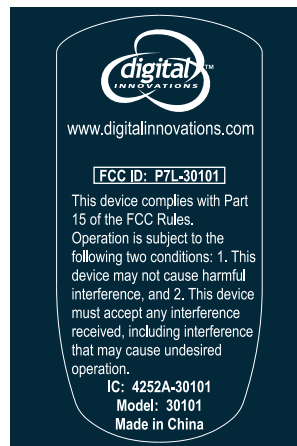 digital™
INNOVATIONS
www.digitalinnovations.com
FCC ID: P7L-30101
This device complies with Part
15 of the FCC Rules.
Operation is subject to the
following two conditions: 1. This
device may not cause harmful
interference, and 2. This device
must accept any interference
received, including interference
that may cause undesired
operation.
IC: 4252A-30101
Model: 30101
Made in China